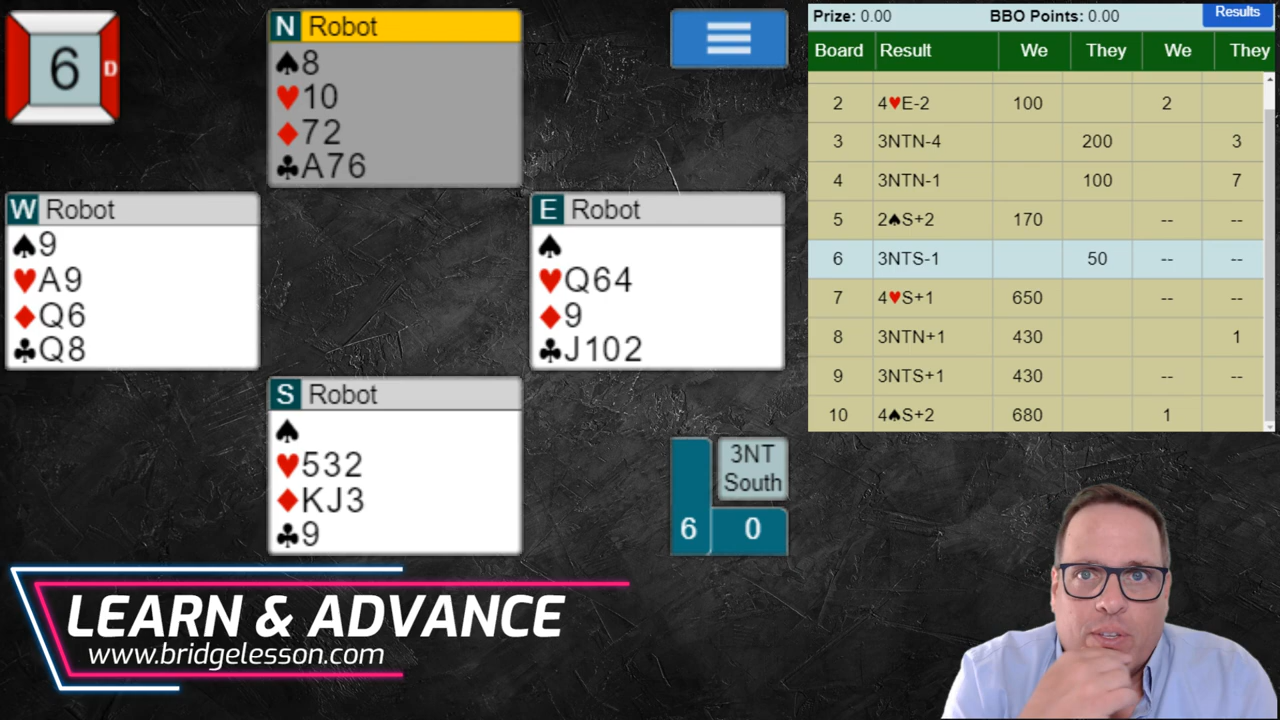 6
D
N Robot
♠8
♥10
♦72
♣A76
W Robot
♠9
♥A9
♦Q6
♣Q8
E Robot
♠
♥Q64
♦9
♣J102
S Robot
♠
♥532
♦KJ3
♣9
3NT
South
6 0
Prize: 0.00 BBO Points: 0.00 Results
Board Result We They We They
2 4♥E-2 100 2
3 3NTN-4 200 3
4 3NTN-1 100 7
5 2♠S+2 170 -- --
6 3NTS-1 50 -- --
7 4♥S+1 650 -- --
8 3NTN+1 430 1
9 3NTS+1 430 -- --
10 4♠S+2 680 1
LEARN & ADVANCE
www.bridgelesson.com